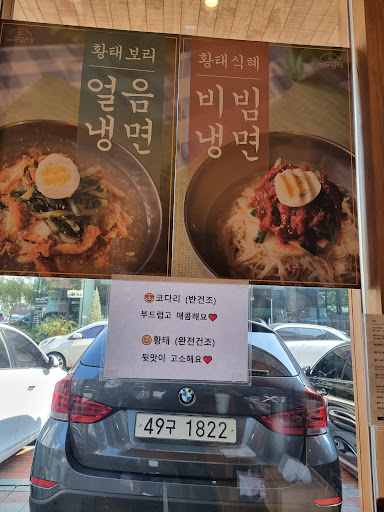 황태보리
얼음
냉면
황태식혜
비빔
냉면
코다리 (반건조)
부드럽고 매콤해요❤
황태 (완전건조)
뒷맛이 고소해요❤
49구 1822